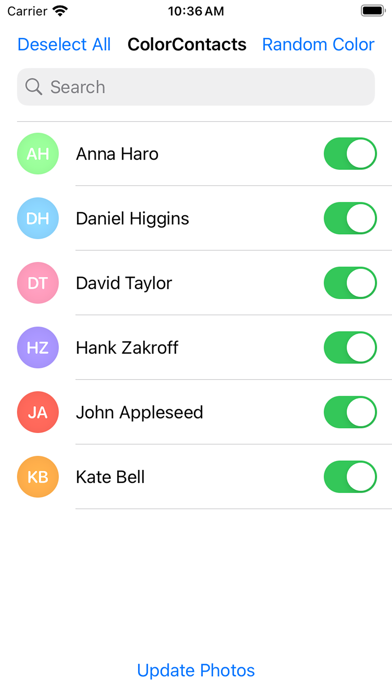 Carrier 10:36 AM
Deselect All ColorContacts Random Color
Search
AH Anna Haro
DH Daniel Higgins
DT David Taylor
HZ Hank Zakroff
JA John Appleseed
KB Kate Bell
Update Photos